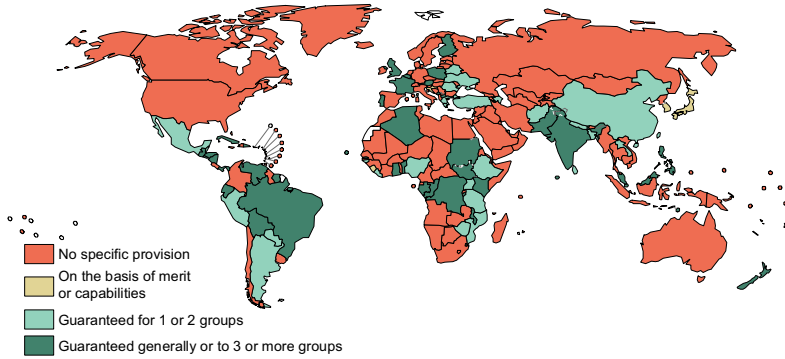 No specific provision
On the basis of merit
or capabilities
Guaranteed for 1 or 2 groups
Guaranteed generally or to 3 or more groups